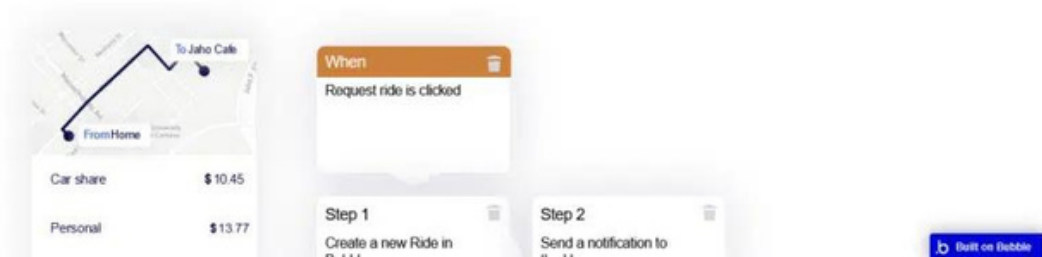 To Jaho Cafe
From Home
Car share
$10.45
Personal
$13.77
When
Request ride is clicked
Step 1
Create a new Ride in
Step 2
Send a notification to
Built on Bubble